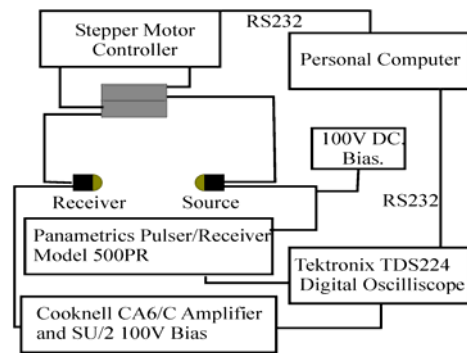 Stepper Motor
Controller
RS232
Personal Computer
100V DC.
Bias.
Receiver
Source
RS232
Panametrics Pulser/Receiver
Model 500PR
Tektronix TDS224
Digital Oscilliscope
Cooknell CA6/C Amplifier
and SU/2 100V Bias